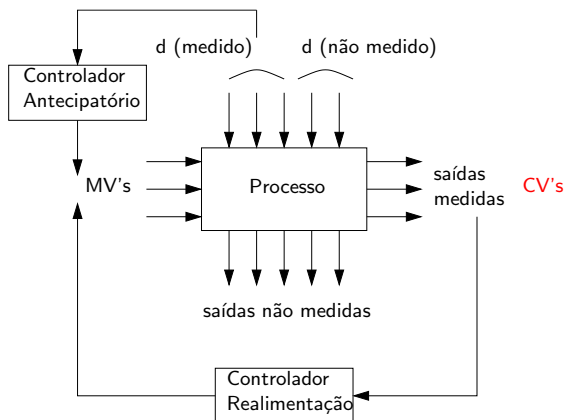 d (medido)
d (não medido)
Controlador
Antecipatório
MV's
Processo
saídas
medidas
CV's
saídas não medidas
Controlador
Realimentação